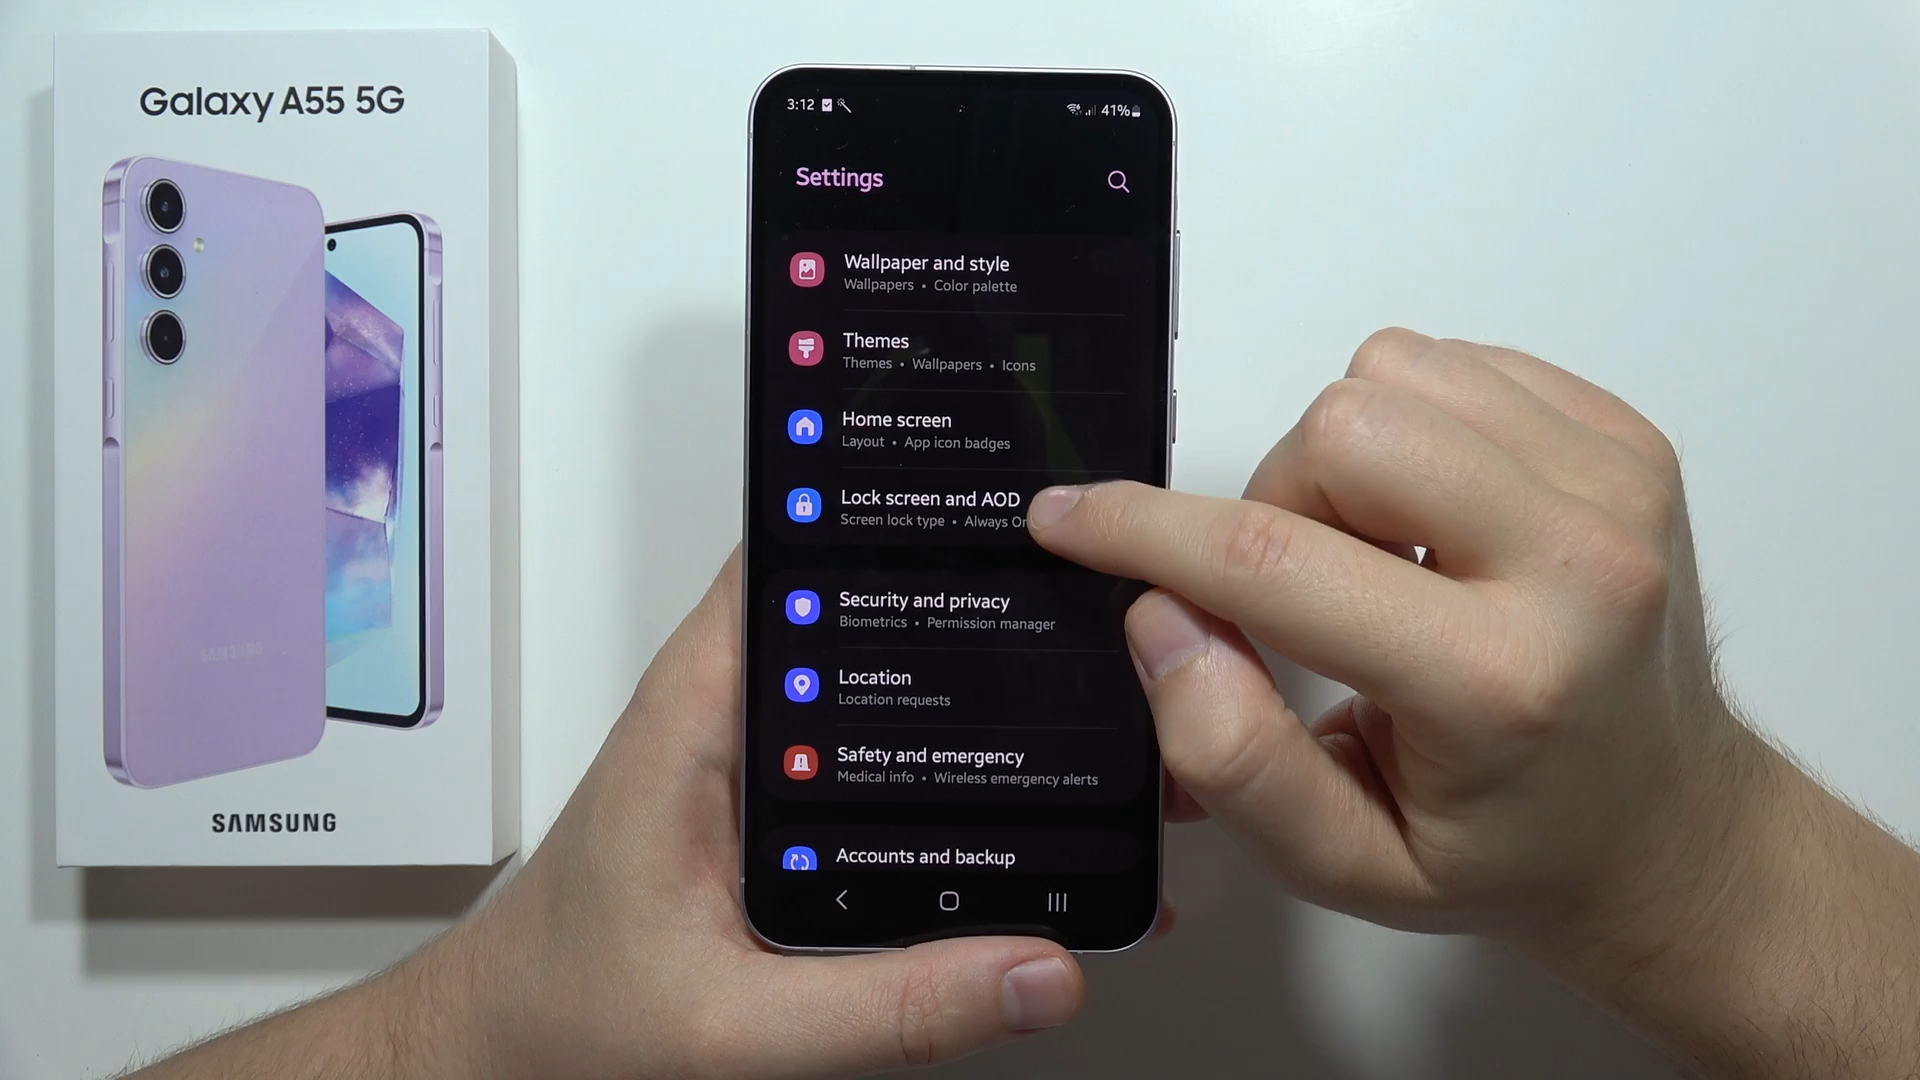 Galaxy A55 5G
SAMSUNG
SAMSUNG
3:12
41%
Settings
Wallpaper and style
Wallpapers • Color palette
Themes
Themes • Wallpapers • Icons
Home screen
Layout • App icon badges
Lock screen and AOD
Screen lock type • Always
Security and privacy
Biometrics • Permission manager
Location
Location requests
Safety and emergency
Medical info • Wireless emergency alerts
Accounts and backup